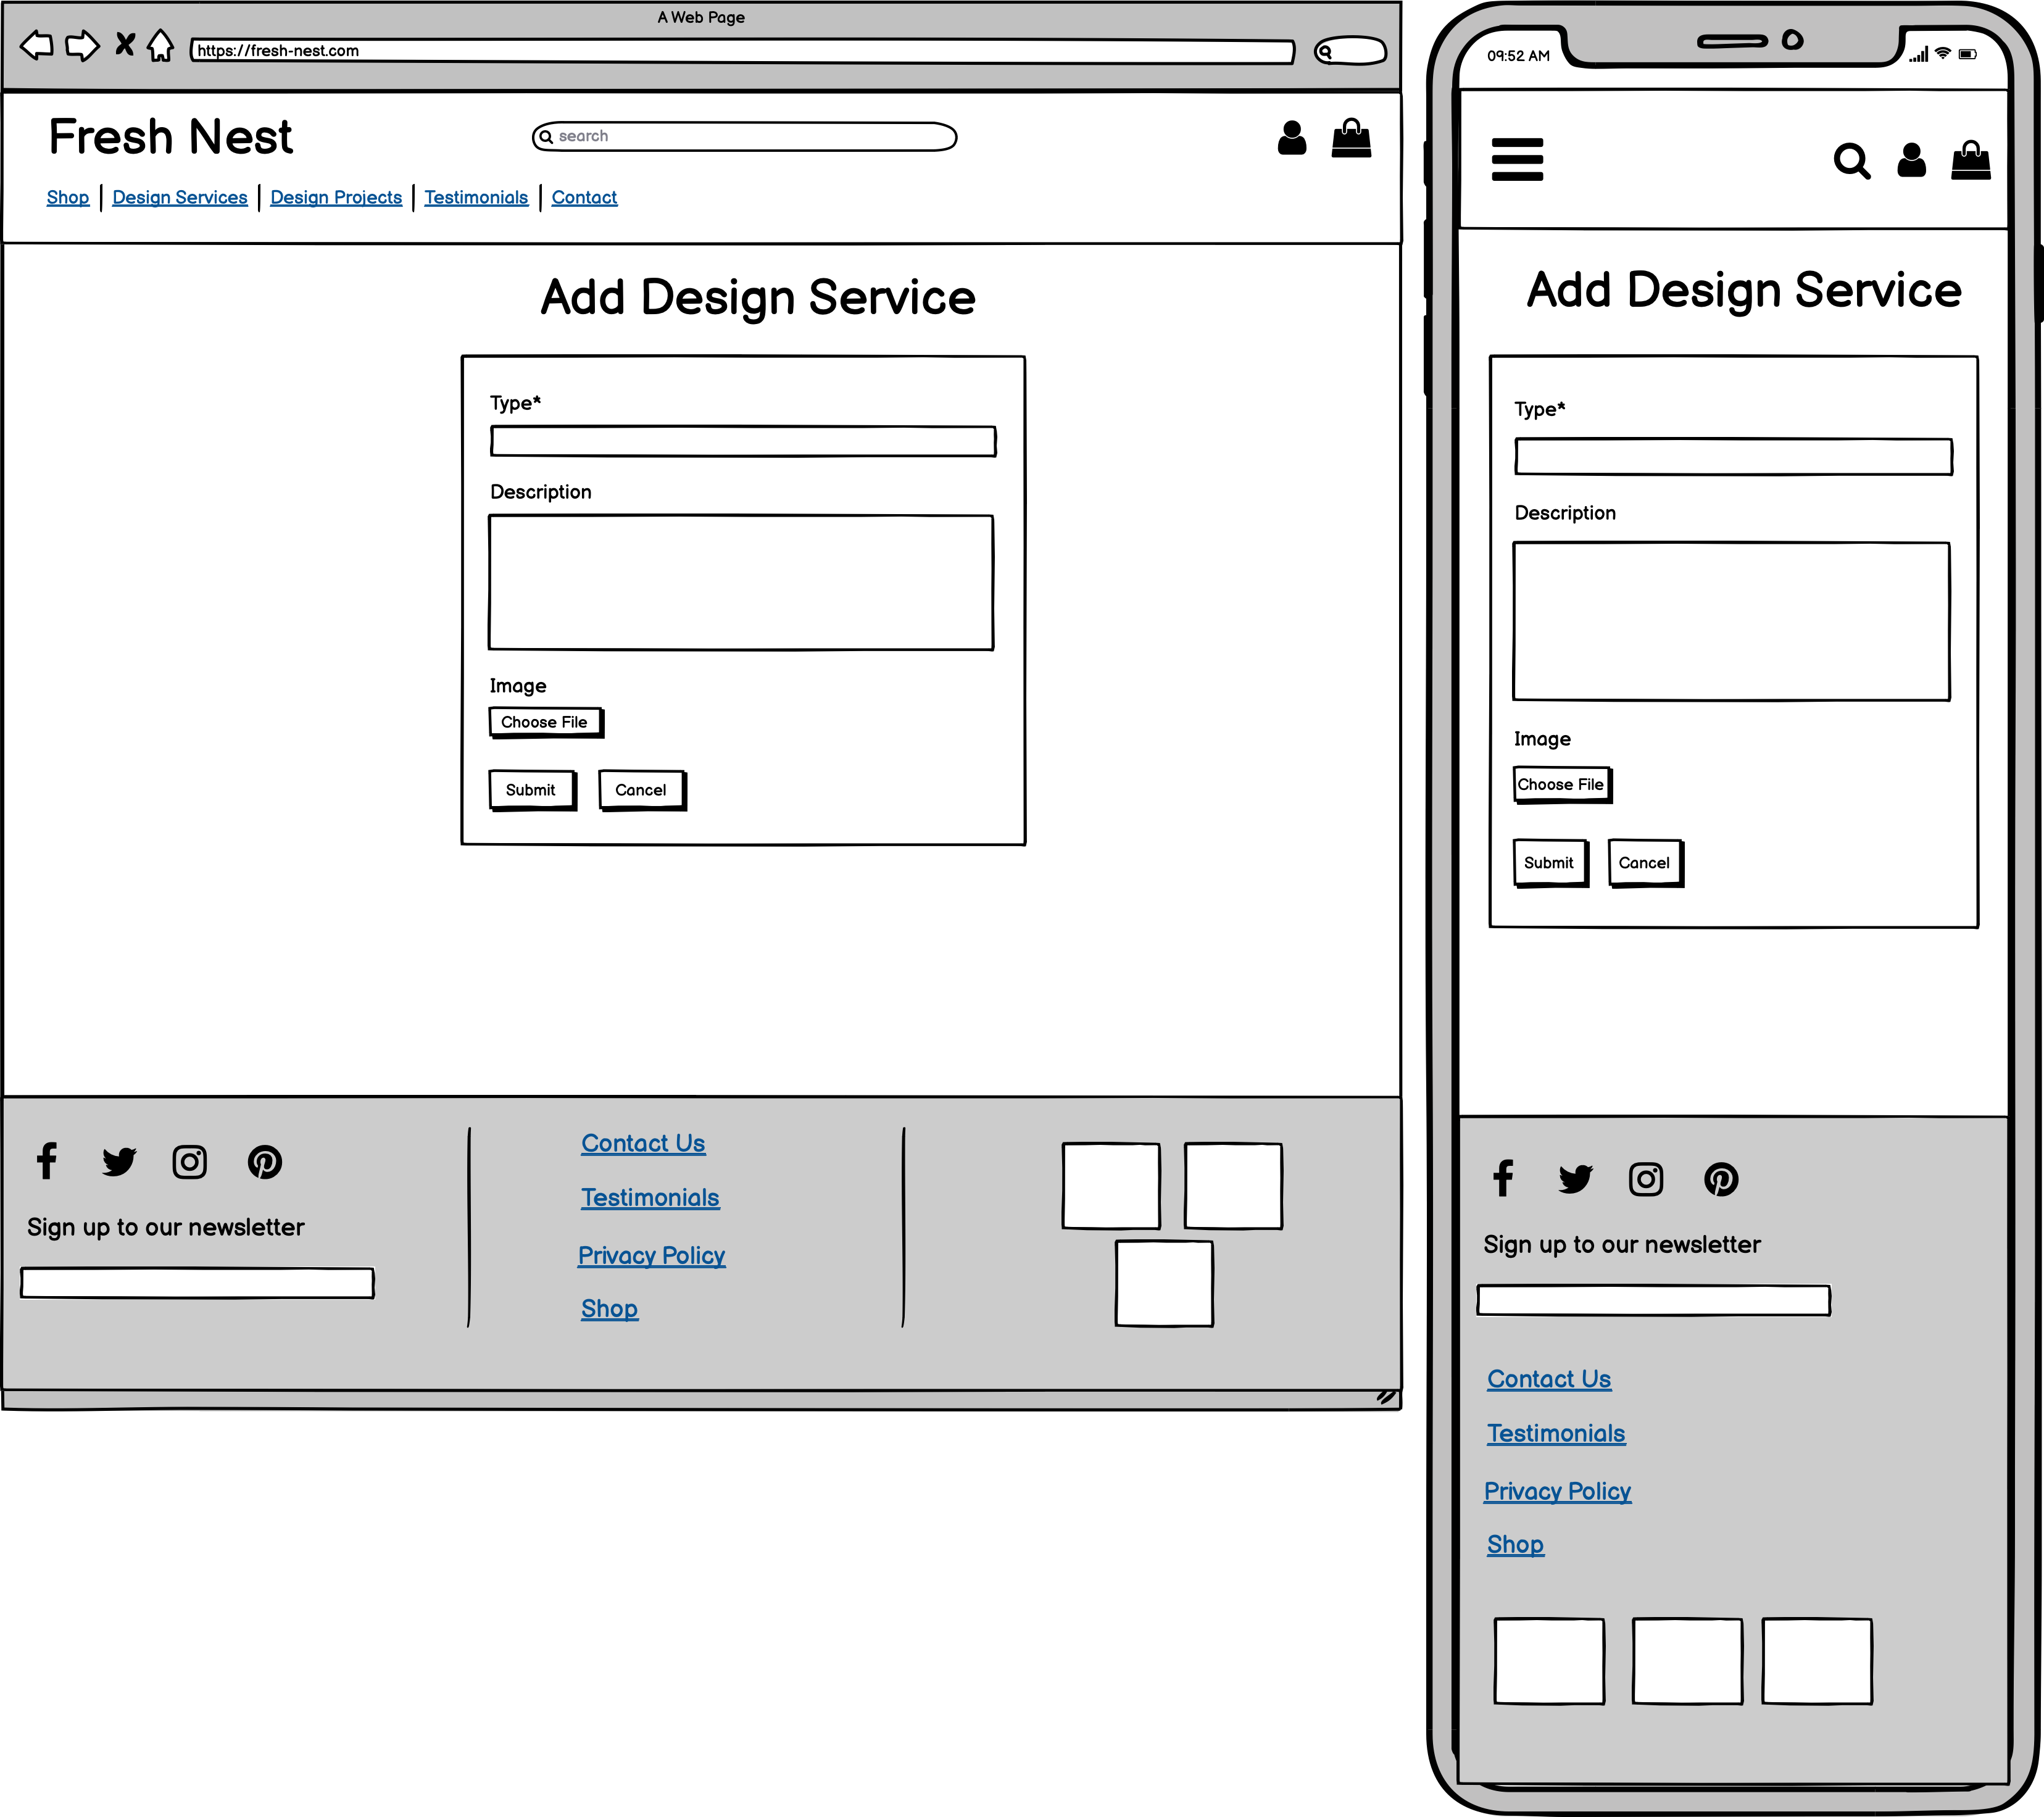 A Web Page
https://fresh-nest.com
Fresh Nest
search
Shop
Design Services
Design Projects
Testimonials
Contact
Add Design Service
Type*
Description
Image
Choose File
Submit
Cancel
Sign up to our newsletter
Contact Us
Testimonials
Privacy Policy
Shop
09:52 AM
Add Design Service
Type*
Description
Image
Choose File
Submit
Cancel
Sign up to our newsletter
Contact Us
Testimonials
Privacy Policy
Shop